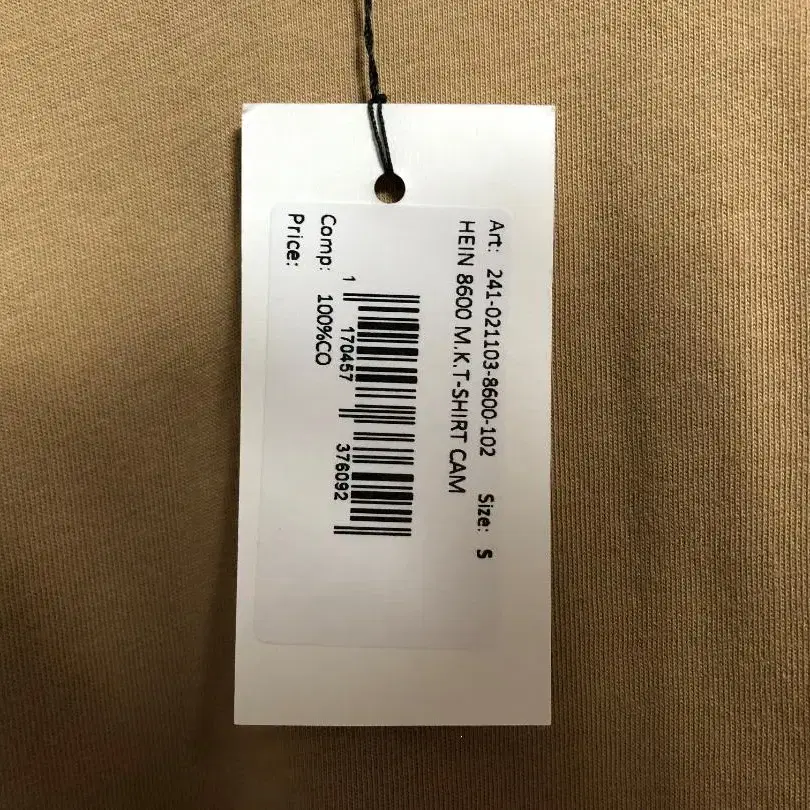 Art: 241-021103-8600-102 Size: S
HEIN 8600 M.K.T-SHIRT CAM
1 170457 376092
Comp: 100%CO
Price: